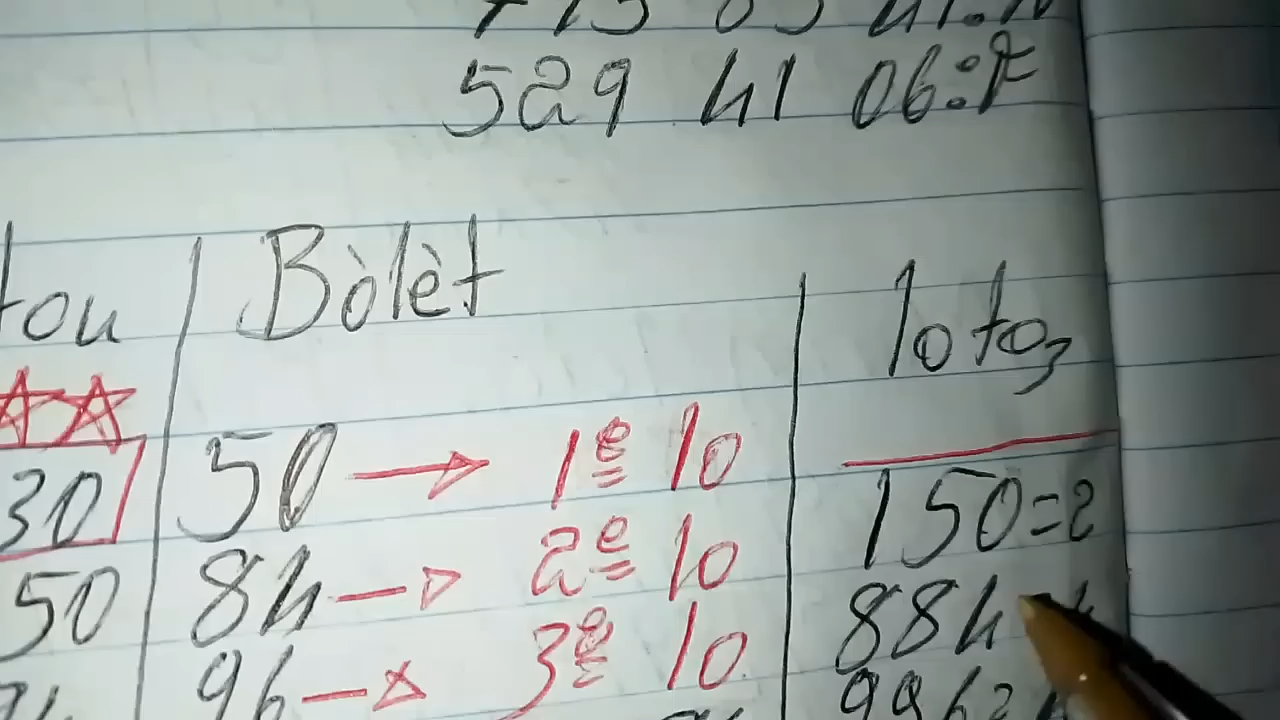 529 41 06:
tou Bòlèt loto3
30 50 → 1e 10 150=2
50 84 → 2e 10 884
96 → 3e 10